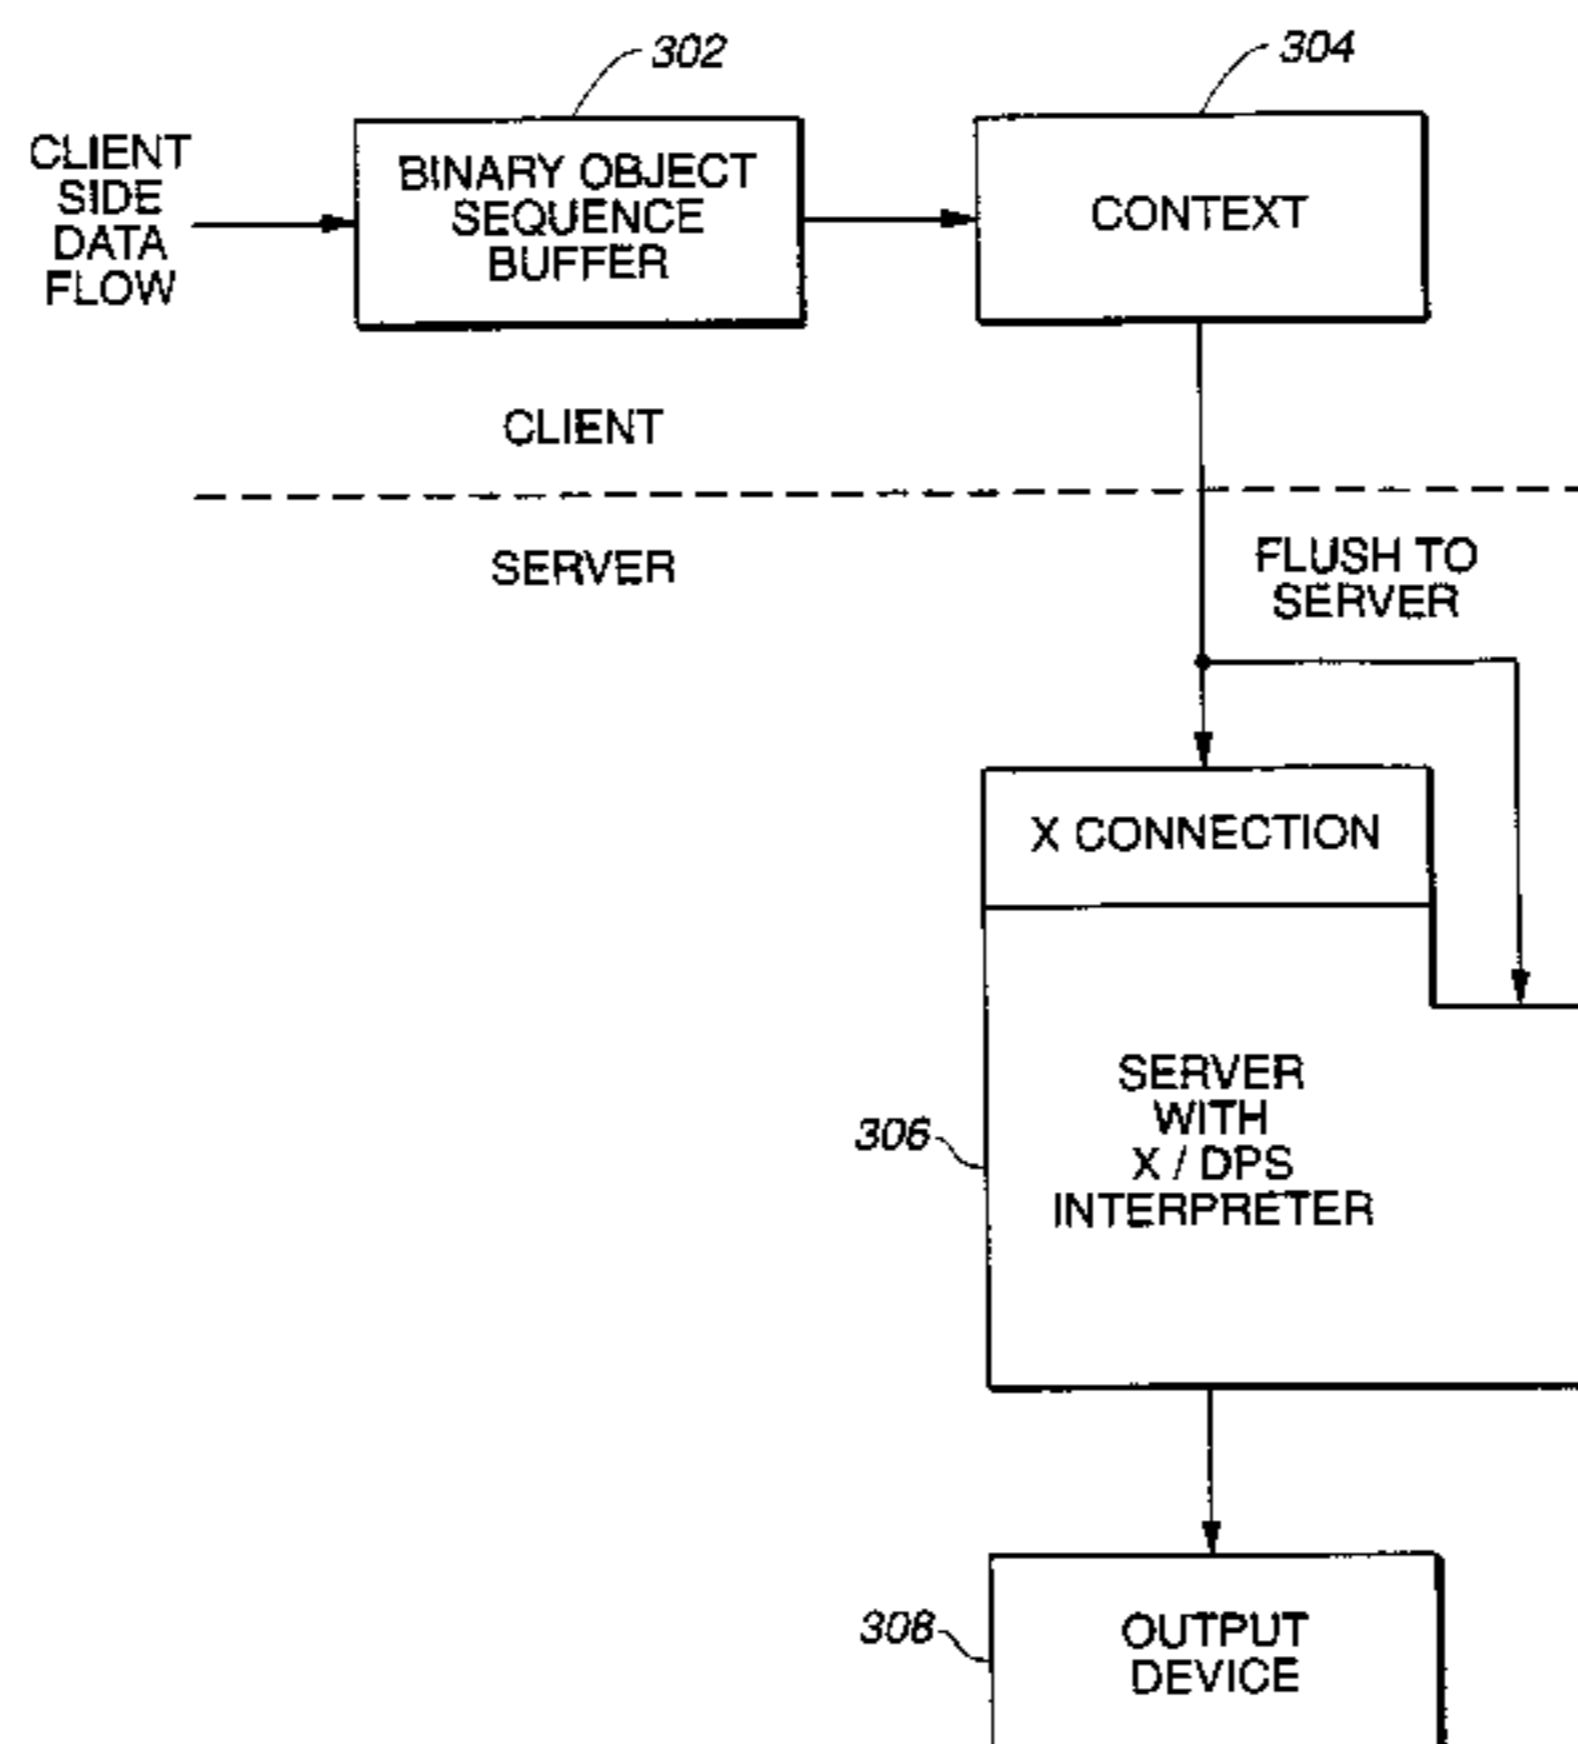 302
304
CLIENT
SIDE
DATA
FLOW
BINARY OBJECT
SEQUENCE
BUFFER
CONTEXT
CLIENT
SERVER
FLUSH TO
SERVER
X CONNECTION
306
SERVER
WITH
X / DPS
INTERPRETER
308
OUTPUT
DEVICE